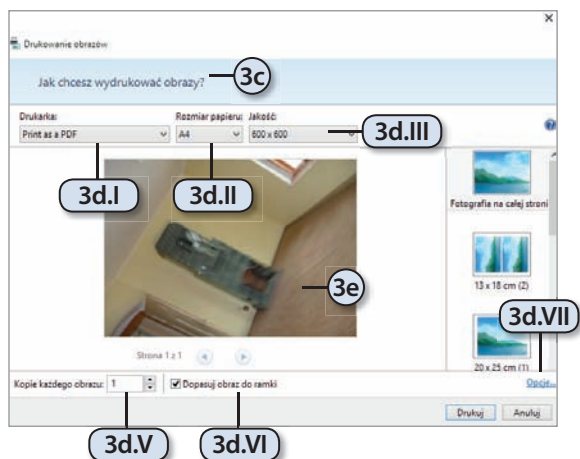 ×
Drukowanie obrazów
Jak chcesz wydrukować obrazy?
3c
Drukarka: Rozmiar papieru: Jakość:
Print as a PDF A4 600 x 600
3d.I 3d.II 3d.III
Fotografia na całej stroni
3e
13 x 18 cm (2)
3d.VII
Strona 1 z 1
20 x 25 cm (1)
Kopie każdego obrazu: 1 Dopasuj obraz do ramki Opcje...
Drukuj Anuluj
3d.V 3d.VI